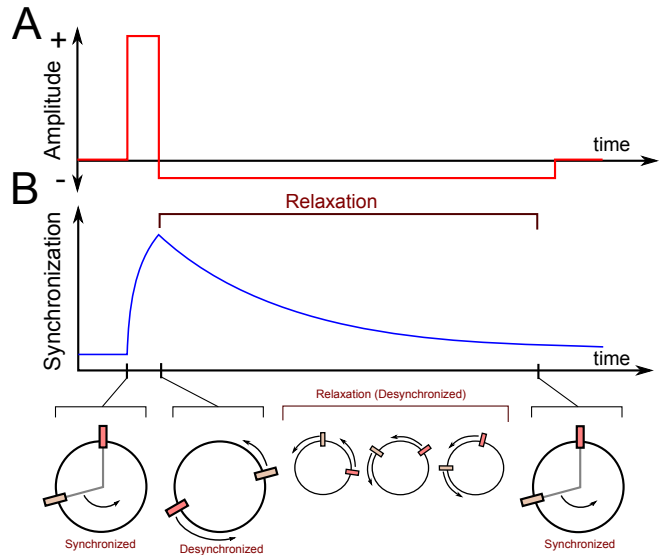 A
+
Amplitude
time
-
B
Relaxation
Synchronization
time
Relaxation (Desynchronized)
Synchronized
Desynchronized
Synchronized